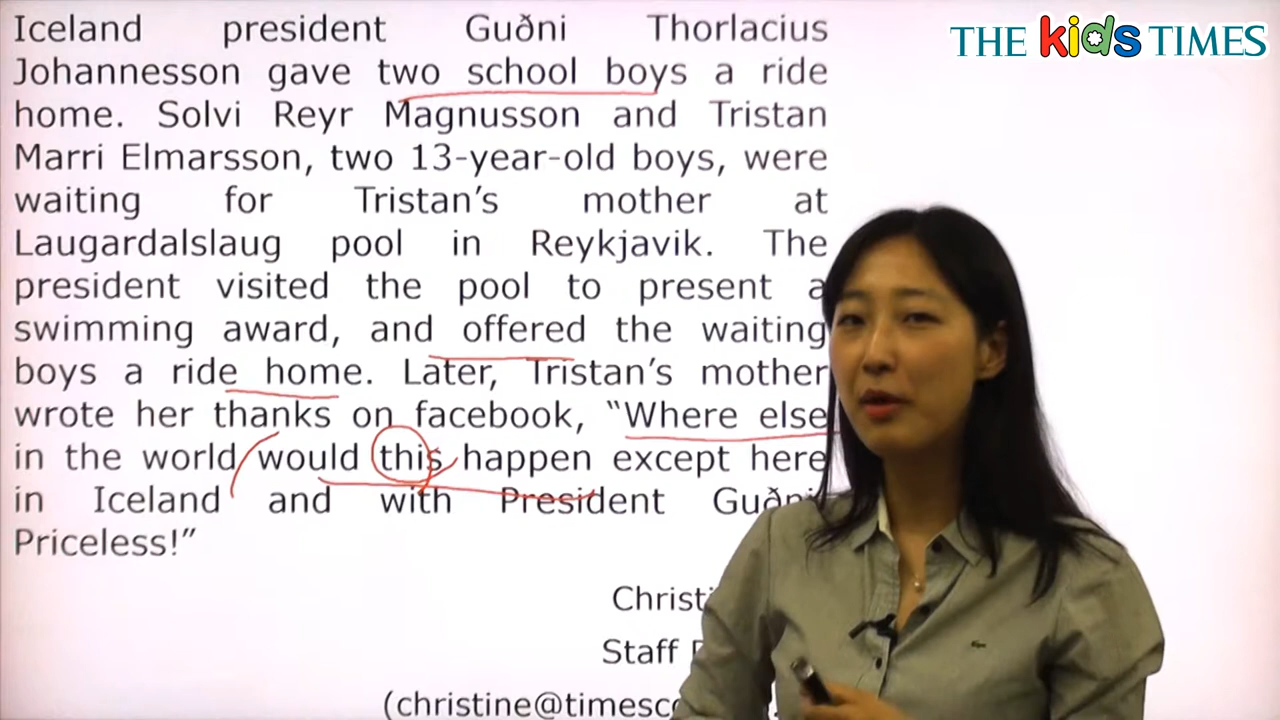 THE kids TIMES
Iceland president Guðni Thorlacius
Johannesson gave two school boys a ride
home. Solvi Reyr Magnusson and Tristan
Marri Elmarsson, two 13-year-old boys, were
waiting for Tristan’s mother at
Laugardalslaug pool in Reykjavik. The
president visited the pool to present a
swimming award, and offered the waiting
boys a ride home. Later, Tristan’s mother
wrote her thanks on facebook, “Where else
in the world would this happen except here
in Iceland and with President Guðni
Priceless!”
Staff